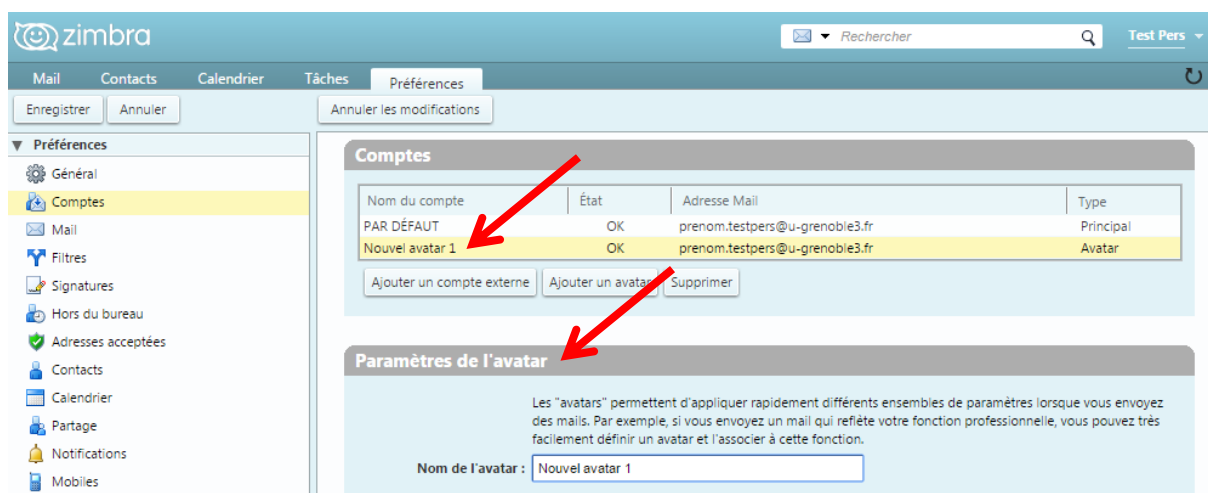 zimbra
Rechercher
Test Pers
Mail Contacts Calendrier Tâches Préférences
Enregistrer Annuler Annuler les modifications
Préférences
Général
Comptes
Mail
Filtres
Signatures
Hors du bureau
Adresses acceptées
Contacts
Calendrier
Partage
Notifications
Mobiles
Comptes
Nom du compte État Adresse Mail Type
PAR DÉFAUT OK prenom.testpers@u-grenoble3.fr Principal
Nouvel avatar 1 OK prenom.testpers@u-grenoble3.fr Avatar
Ajouter un compte externe Ajouter un avatar Supprimer
Paramètres de l'avatar
Les "avatars" permettent d'appliquer rapidement différents ensembles de paramètres lorsque vous envoyez
des mails. Par exemple, si vous envoyez un mail qui reflète votre fonction professionnelle, vous pouvez très
facilement définir un avatar et l'associer à cette fonction.
Nom de l'avatar : Nouvel avatar 1